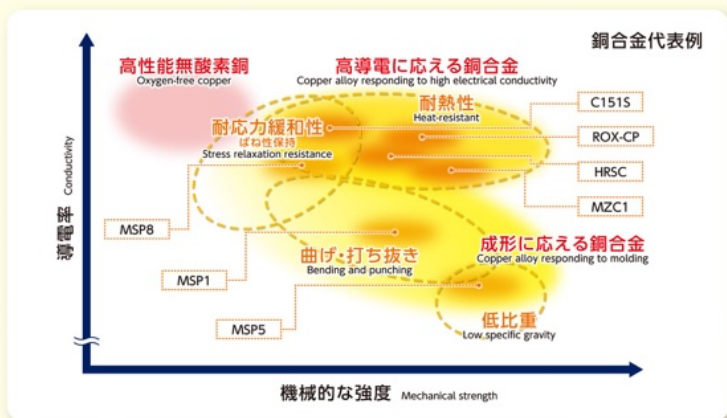 銅合金代表例
高性能無酸素銅
Oxygen-free copper
高導電に応える銅合金
Copper alloy responding to high electrical conductivity
耐熱性
Heat-resistant
耐応力緩和性
ばね性保持
Stress relaxation resistance
C151S
ROX-CP
HRSC
MZC1
導電率 Conductivity
MSP8
MSP1
MSP5
曲げ・打ち抜き
Bending and punching
成形に応える銅合金
Copper alloy responding to molding
低比重
Low specific gravity
機械的な強度 Mechanical strength